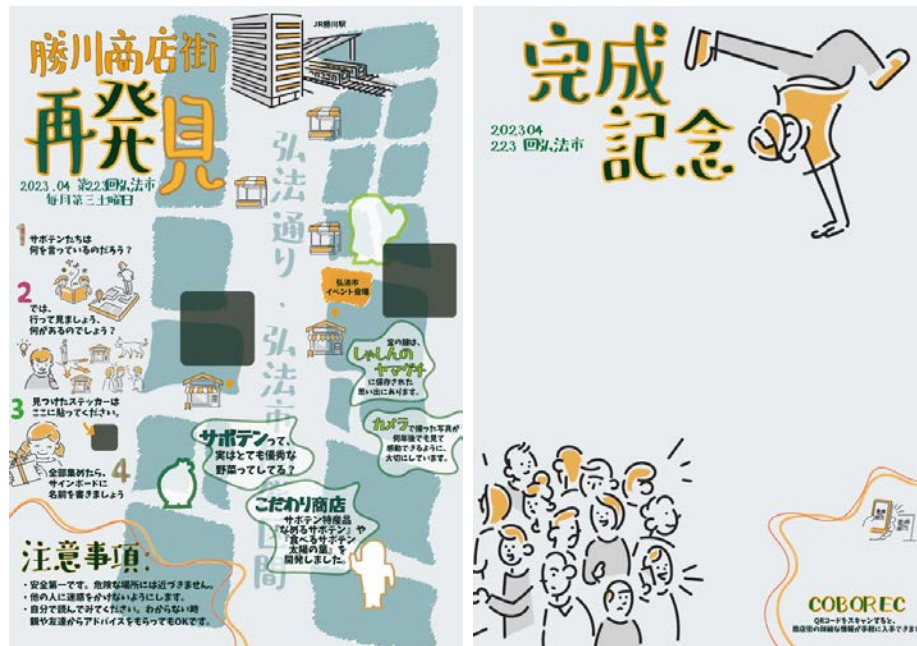 勝川商店街
再発見
2023.04 第223回弘法市
毎月第三土曜日
JR勝川駅
弘法通り・弘法市
1
サボテンたちは
何を言っているのだろう？
2
では、
行って見ましょう、
何があるのでしょう？
3
見つけたステッカーは
ここに貼ってください。
4
全部集めたら、
サインボードに
名前を書きましょう
弘法市
イベント会場
宝の鍵は、
しゃしんの
ヤマグチ
に保存された
思い出にあります。
カメラで撮った写真が
何年後でも見て
感動できるように、
大切にしています。
サボテンって、
実はとても優秀な
野菜ってしてる？
こだわり商店
サボテン特産品
『なめるサボテン』や
『食べるサボテン
太陽の葉』を
開発しました。
注意事項:
・安全第一です。危険な場所には近づきません。
・他の人に迷惑をかけないようにします。
・自分で読んでみてください。わからない時
親や友達からアドバイスをもらってもOKです。
完成
記念
202304
223 回弘法市
COBOREC
QRコードをスキャンすると、
商店街の詳細な情報が手軽に入手できます